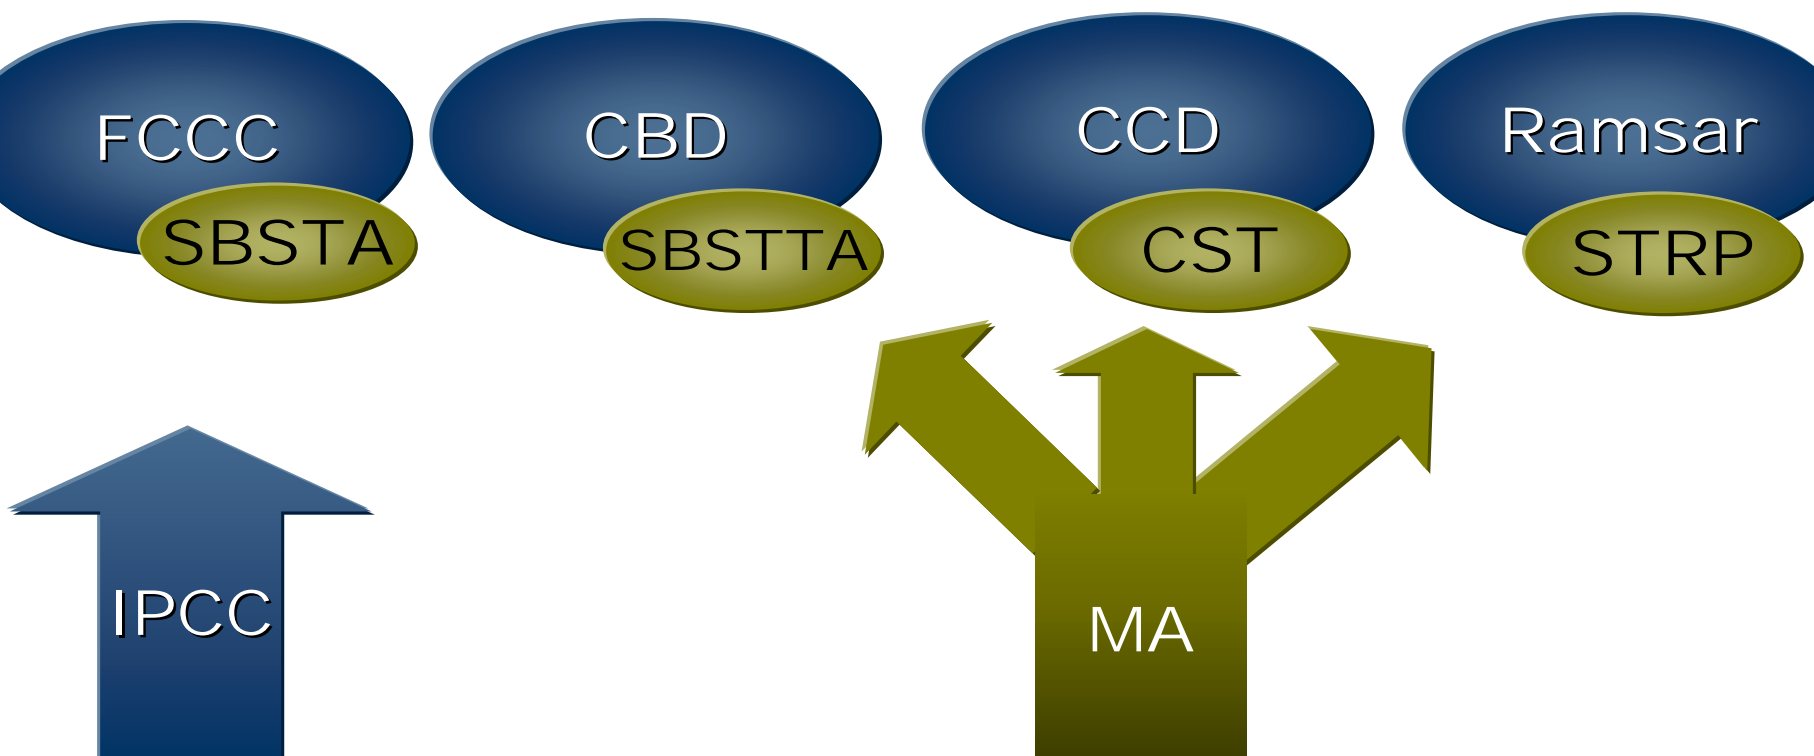 FCCC
SBSTA
CBD
SBSTTA
CCD
CST
Ramsar
STRP
IPCC
MA